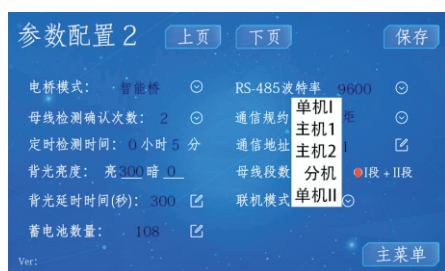 参数配置2 上页 下页 保存
电桥模式： 智能桥 RS-485波特率 9600
母线检测确认次数： 2 通信规约
定时检测时间： 0小时5分 通信地址 1
背光亮度： 亮300暗0 母线段数 I段+II段
背光延时时间(秒)： 300 联机模式
蓄电池数量： 108
单机I
主机1
主机2
分机
单机II
Ver:
主菜单